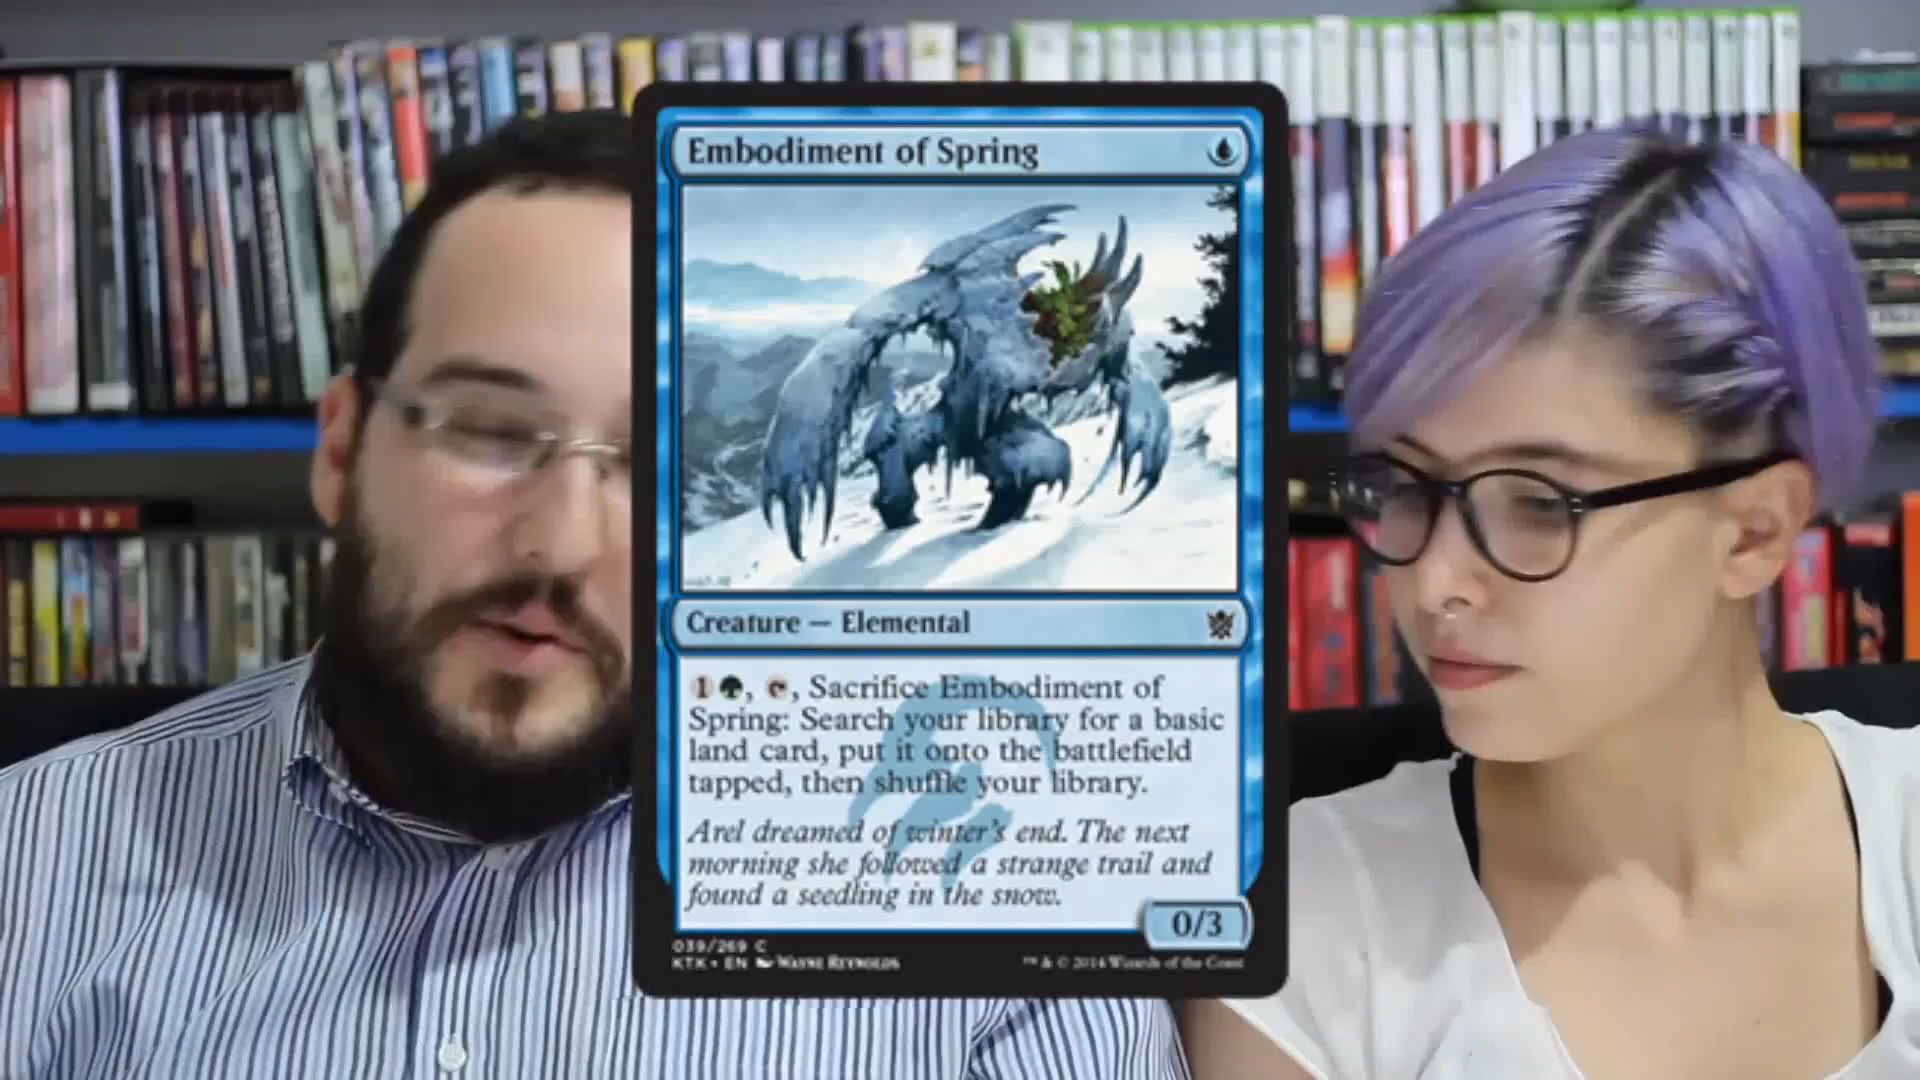 Embodiment of Spring
Creature — Elemental
1 , , Sacrifice Embodiment of
Spring: Search your library for a basic
land card, put it onto the battlefield
tapped, then shuffle your library.
Arel dreamed of winter's end. The next
morning she followed a strange trail and
found a seedling in the snow.
0/3
039/269 C
KTK • EN Wayne Reynolds
™ & © 2014 Wizards of the Coast